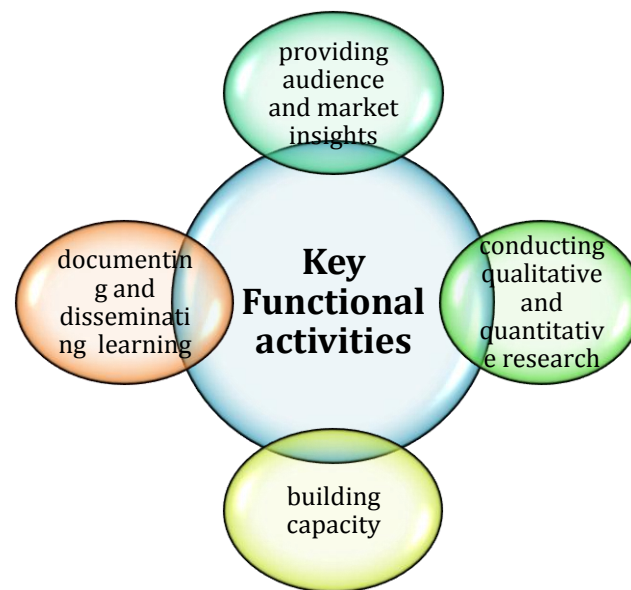 providing
audience
and market
insights
Key
Functional
activities
conducting
qualitative
and
quantitativ
e research
building
capacity
documentin
g and
disseminati
ng learning